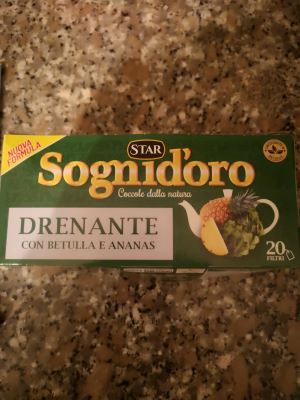 NUOVA
FORMULA
STAR
Sognid'oro
Coccole dalla natura
DRENANTE
CON BETULLA E ANANAS
20
FILTRI